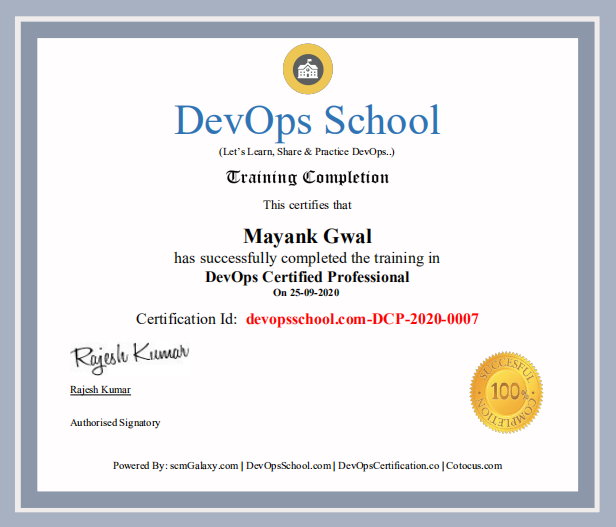 DevOps School
(Let's Learn, Share & Practice DevOps..)
Training Completion
This certifies that
Mayank Gwal
has successfully completed the training in
DevOps Certified Professional
On 25-09-2020
Certification Id: devopsschool.com-DCP-2020-0007
Rajesh Kumar
Rajesh Kumar
Authorised Signatory
SUCCESFUL
100%
COMPLETION
Powered By: scmGalaxy.com | DevOpsSchool.com | DevOpsCertification.co | Cotocus.com